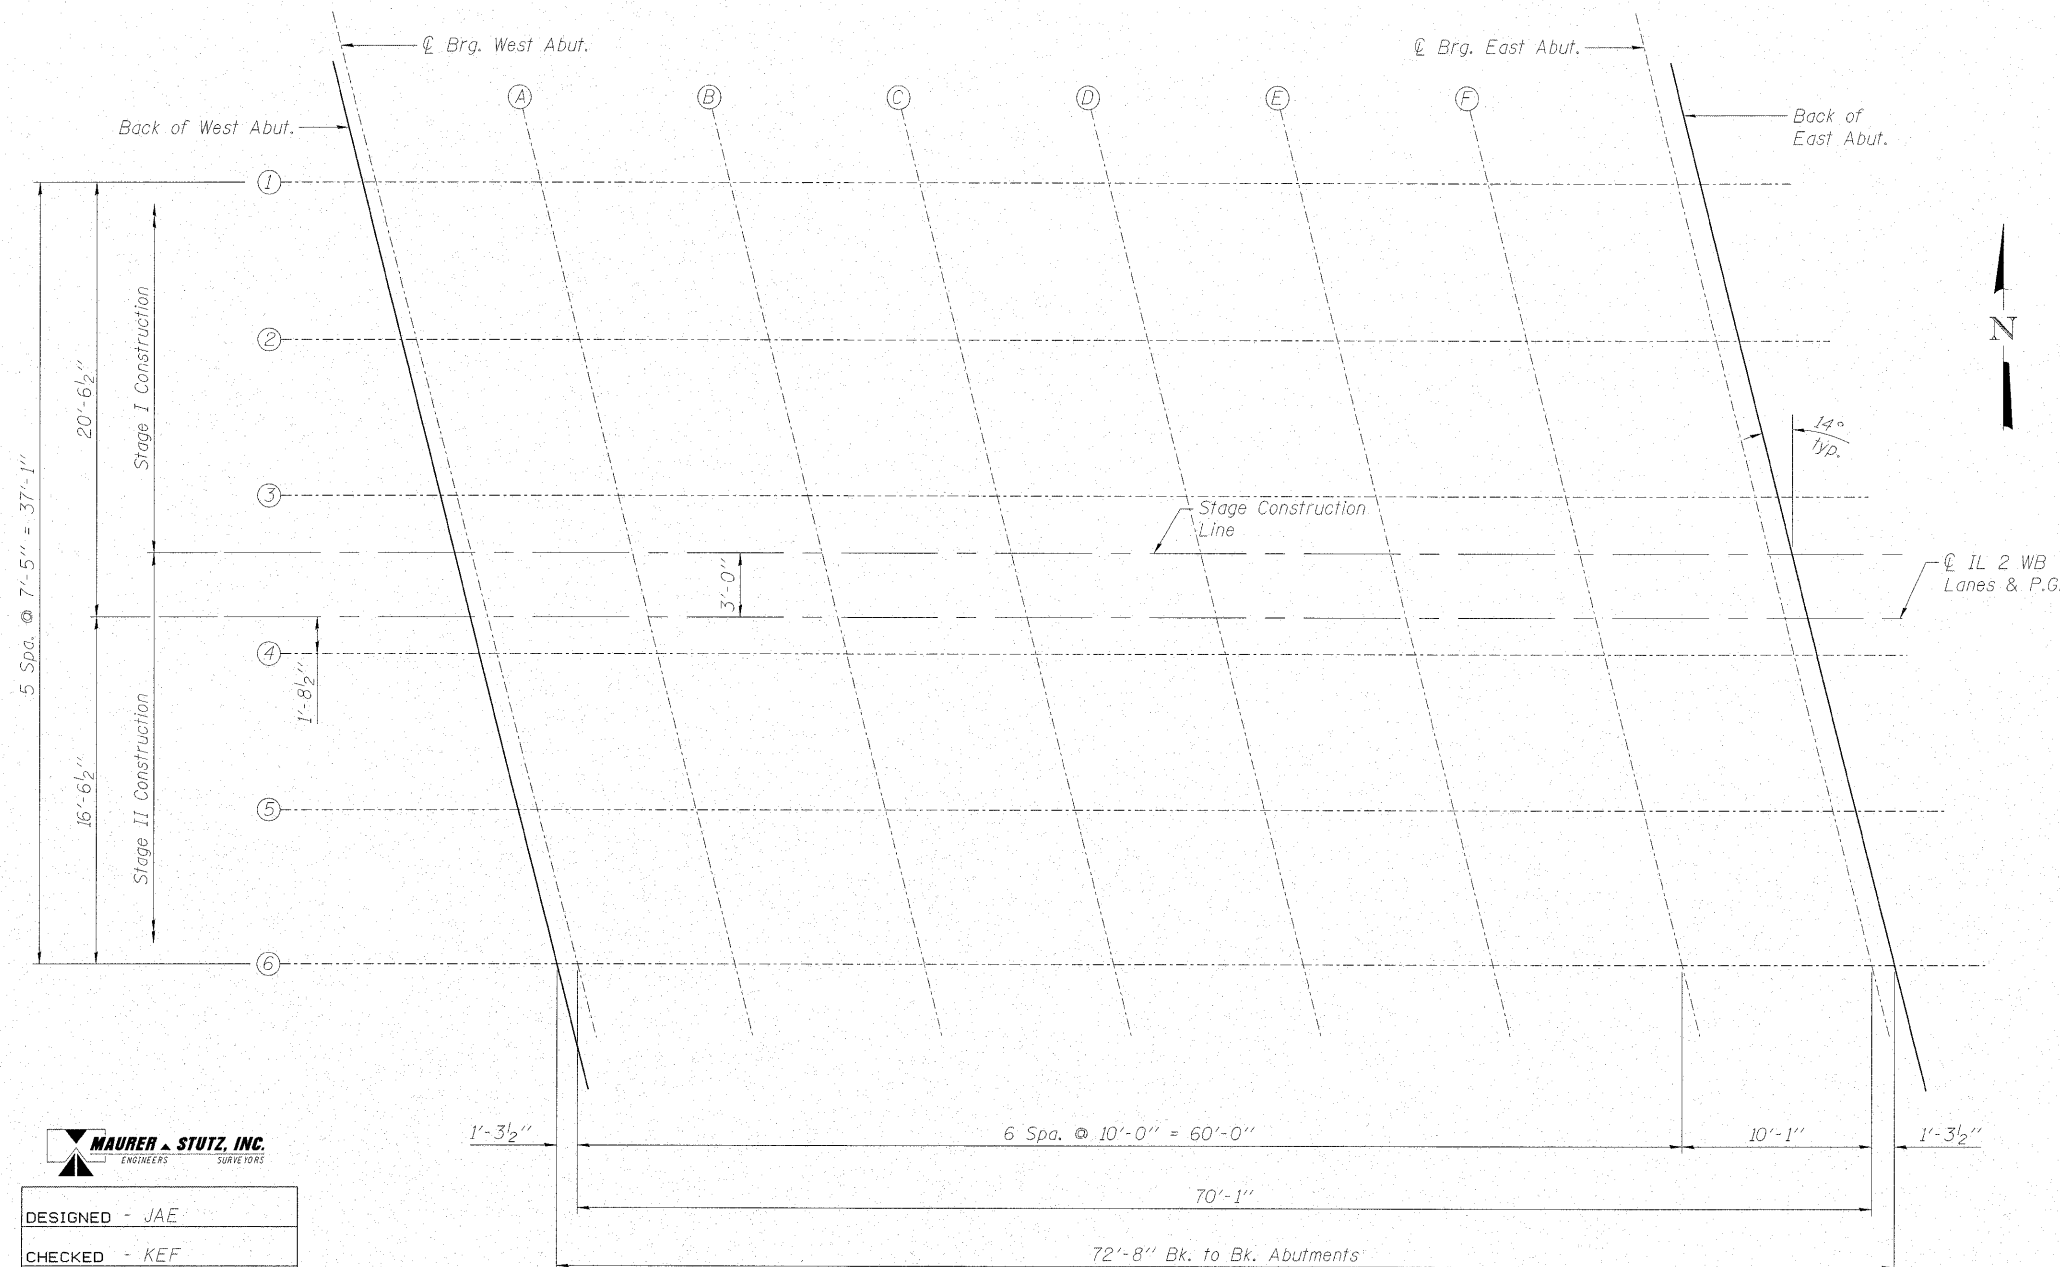 ℄ Brg. West Abut.
℄ Brg. East Abut.
A
B
C
D
E
F
Back of West Abut.
Back of
East Abut.
1
2
3
4
5
6
N
14°
typ.
Stage I Construction
Stage II Construction
5 Spa. @ 7'-5" = 37'-1"
20'-6½"
16'-6½"
Stage Construction
Line
3'-0"
1'-8½"
℄ IL 2 WB
Lanes & P.G.
1'-3½"
6 Spa. @ 10'-0" = 60'-0"
10'-1"
1'-3½"
70'-1"
72'-8" Bk. to Bk. Abutments
MAURER & STUTZ, INC.
ENGINEERS SURVEYORS
DESIGNED - JAE
CHECKED - KEF